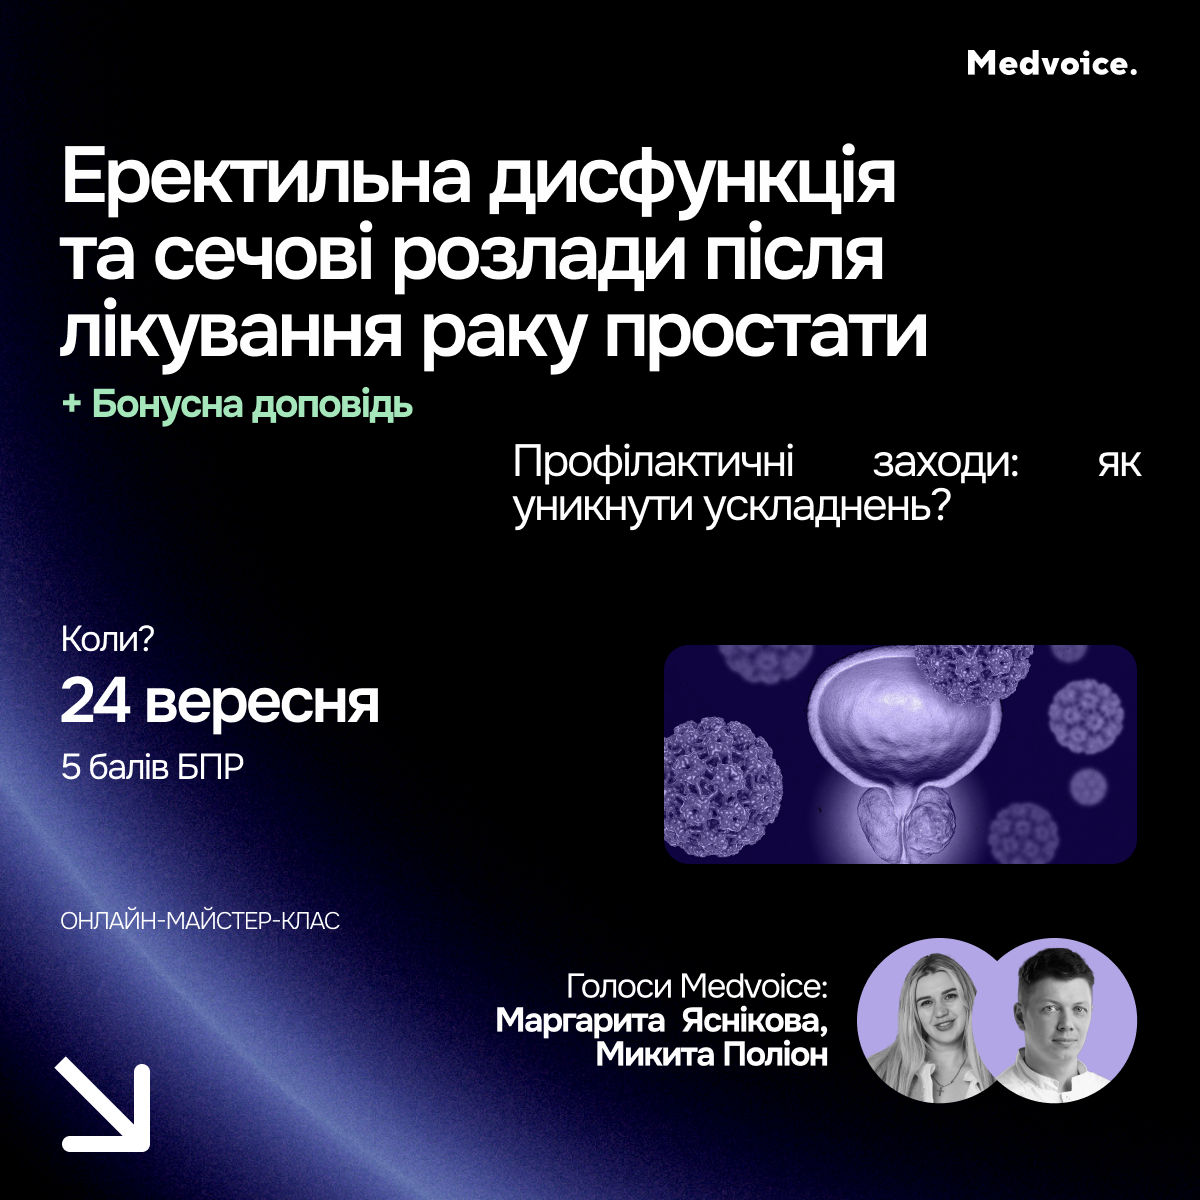 Medvoice.
Еректильна дисфункція
та сечові розлади після
лікування раку простати
+ Бонусна доповідь
Профілактичні заходи: як
уникнути ускладнень?
Коли?
24 вересня
5 балів БПР
ОНЛАЙН-МАЙСТЕР-КЛАС
Голоси Medvoice:
Маргарита Яснікова,
Микита Поліон